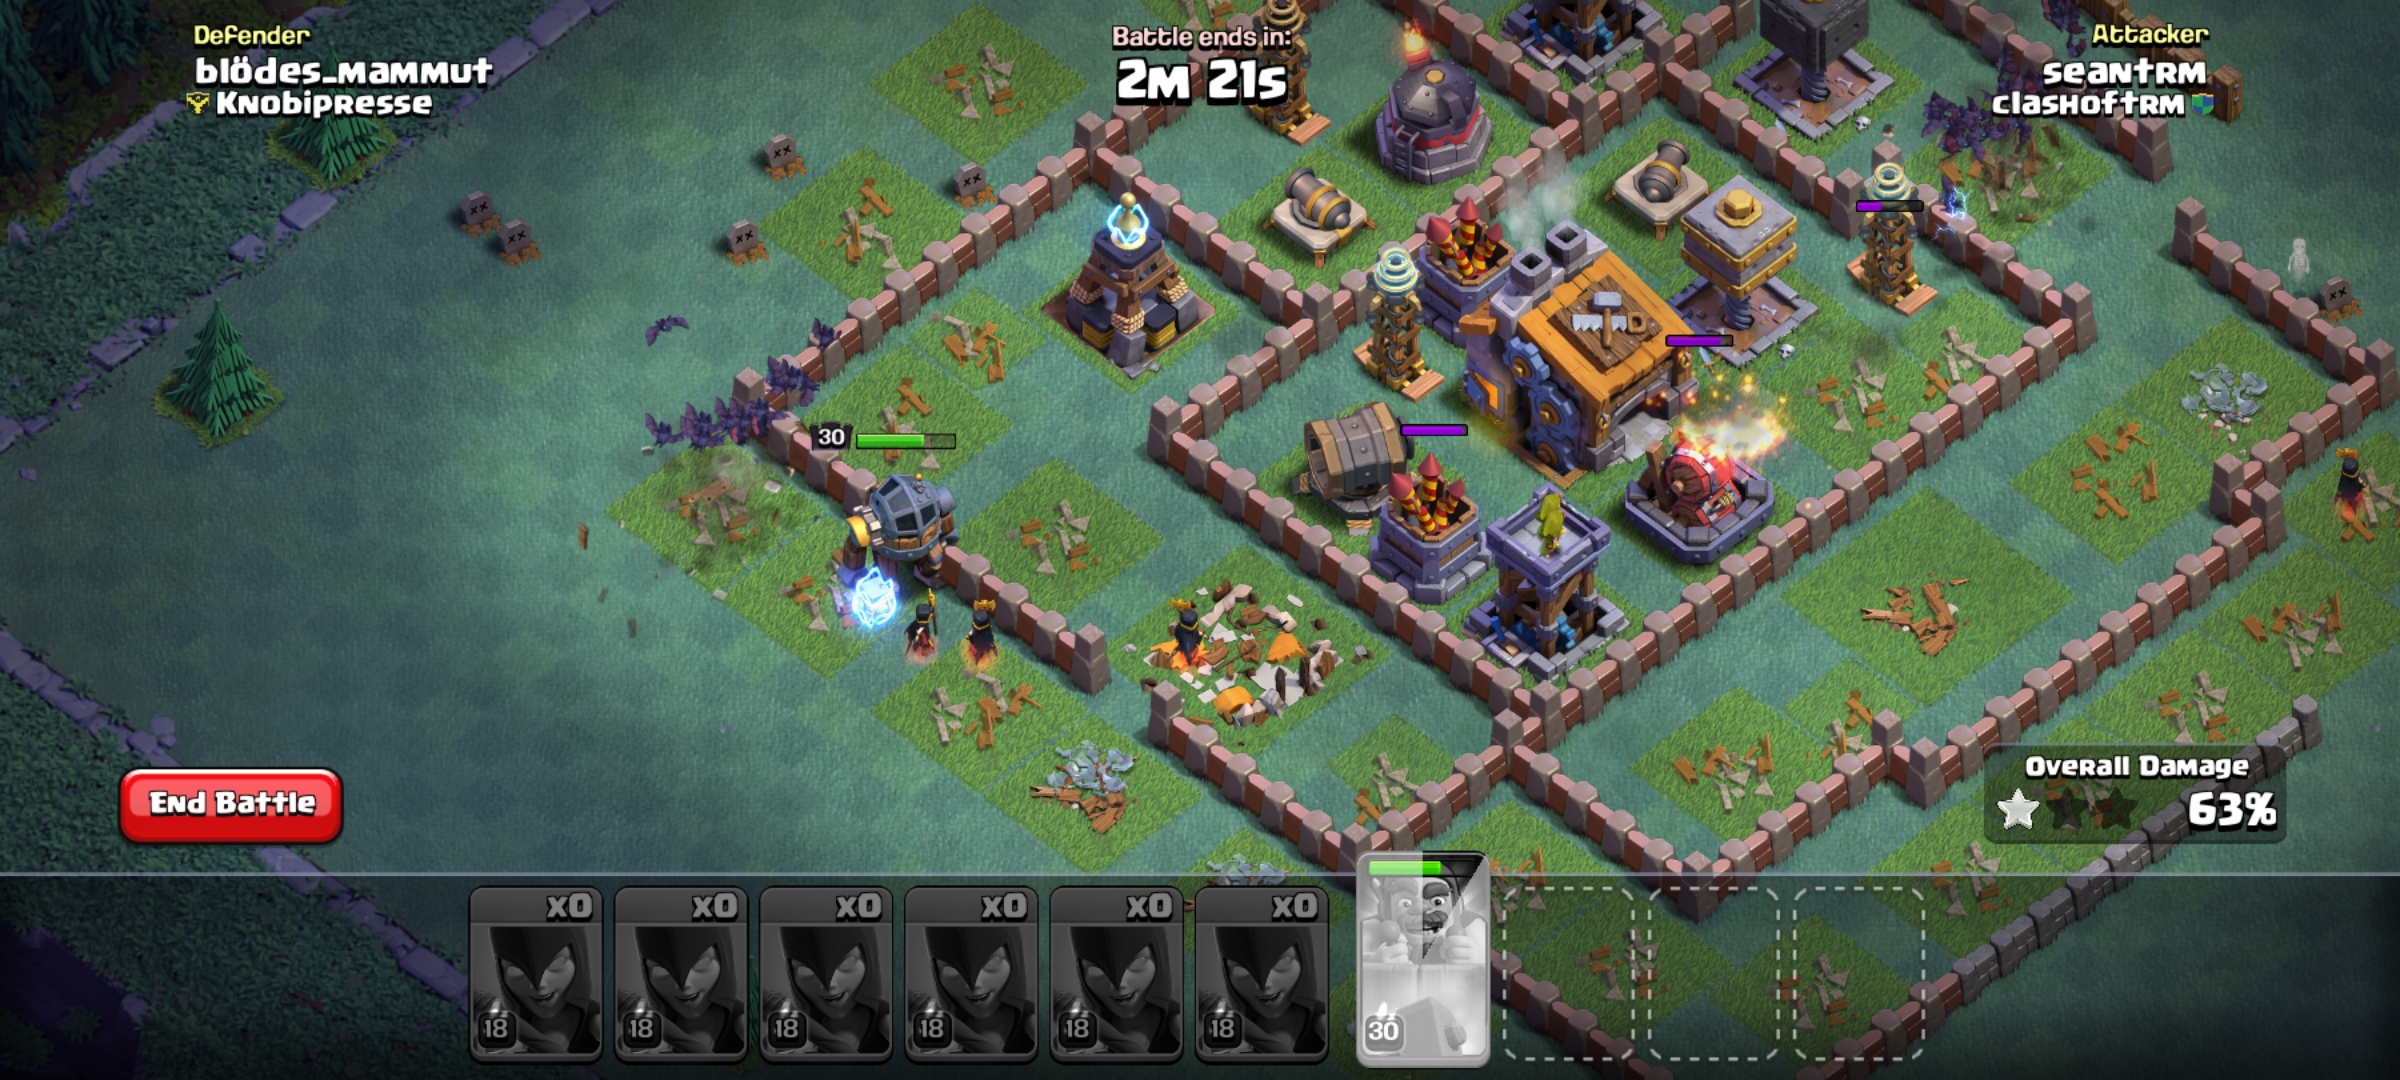 Defender
blödes_mammut
Knobipresse
Battle ends in:
2M 21s
Attacker
seantRM
clashoftRM
30
End Battle
Overall Damage
63%
x0
x0
x0
x0
x0
x0
18
18
18
18
18
18
30